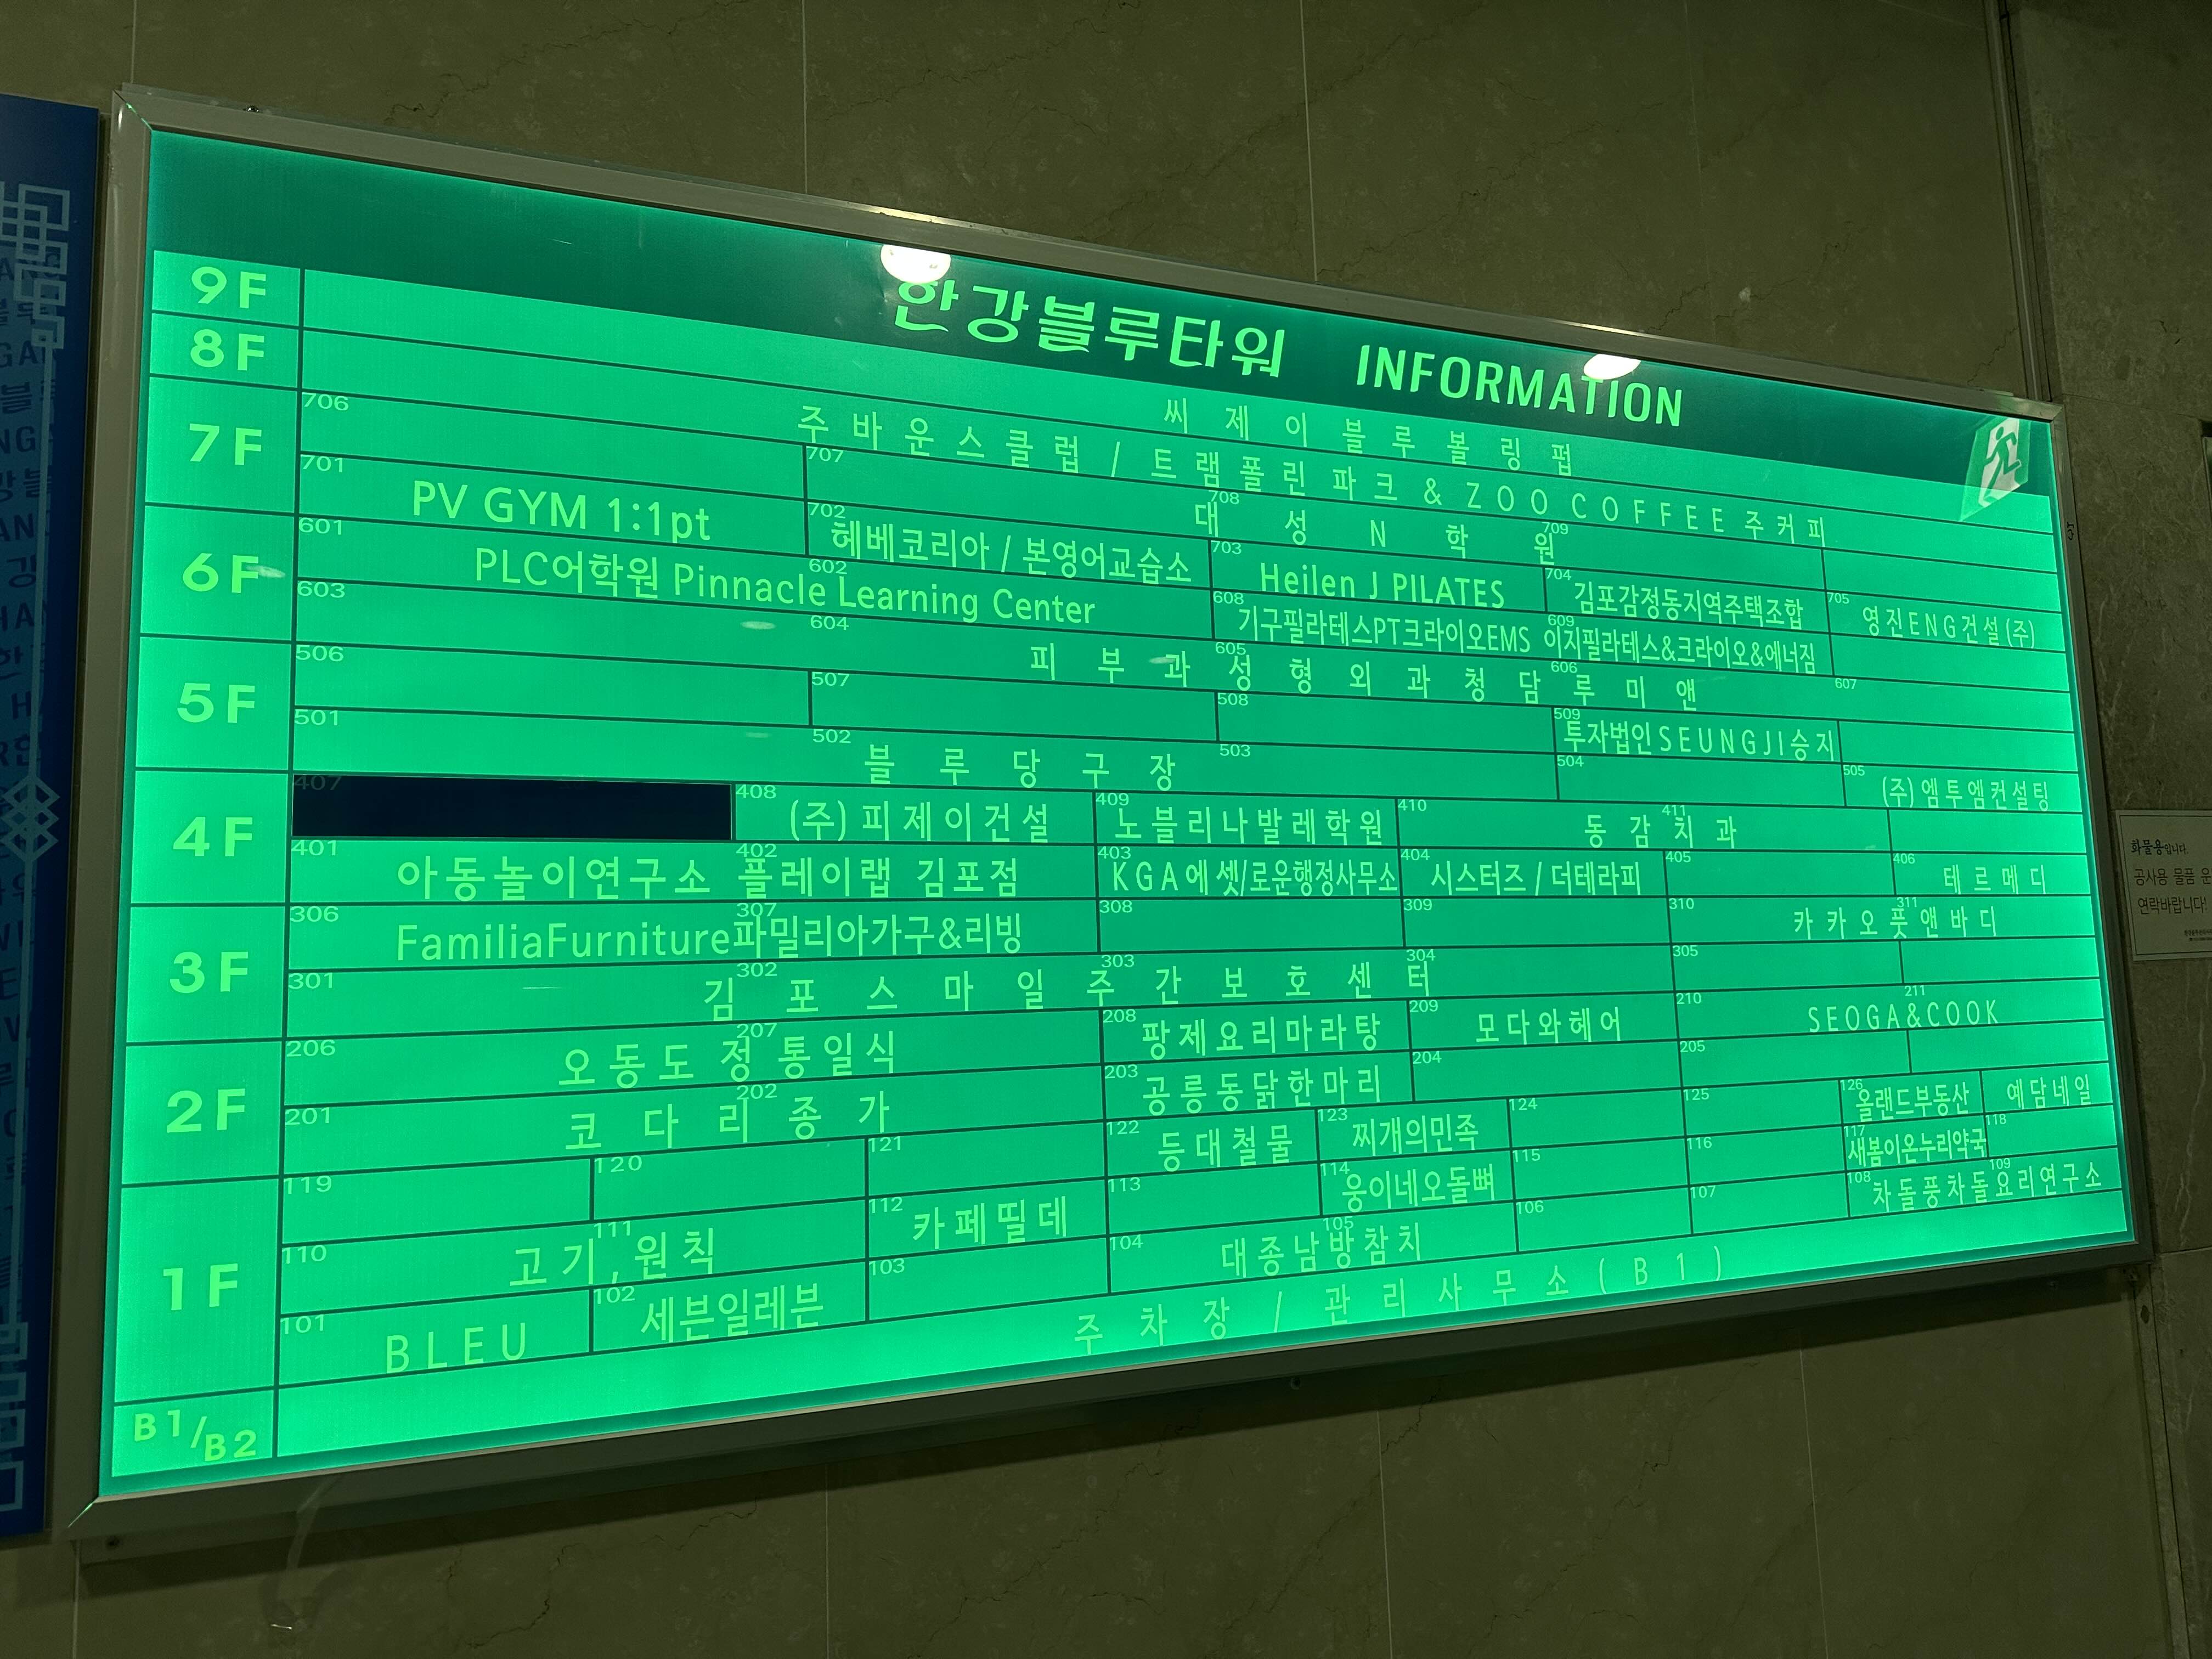 한강블루타워 INFORMATION
9F
씨 제 이 블 루 볼 링 펍
8F
주 바 운 스 클 럽 / 트 램 폴 린 파 크 & Z O O C O F F E E 주 커 피
7F
706 707 대 성 N 학 원 708 709
701 PV GYM 1:1pt 702 헤베코리아 / 본영어교습소 703 Heilen J PILATES 704 김포감정동지역주택조합 705 영진ENG건설(주)
6F
601 PLC어학원 Pinnacle Learning Center 602 608 기구필라테스PT크라이오EMS 609 이지필라테스&크라이오&에너짐
603 604 피 부 과 성 형 외 과 청 담 루 미 앤 605 606 607
5F
506 507 508 509 투자법인SEUNGJI승지
501 502 블 루 당 구 장 503 504 505 (주)엠투엠컨설팅
4F
407 408 (주)피제이건설 409 노블리나발레학원 410 동 감 치 과 411
401 아동놀이연구소 플레이랩 김포점 402 403 KGA에셋/로운행정사무소 404 시스터즈 / 더테라피 405 406 테르메디
3F
306 FamiliaFurniture파밀리아가구&리빙 307 308 309 310 카카오풋앤바디 311
301 302 김 포 스 마 일 주 간 보 호 센 터 303 304 305
2F
206 오동도 정통일식 207 208 팡제요리마라탕 209 모다와헤어 210 SEOGA&COOK 211
201 코 다 리 종 가 202 203 공릉동닭한마리 204 205
1F
119 120 121 122 등대철물 123 찌개의민족 124 125 126 올랜드부동산 예담네일
110 고기,원칙 111 112 카페띨데 113 114 웅이네오돌뼈 115 116 117 새봄이온누리약국 118
101 BLEU 102 세븐일레븐 103 104 대종남방참치 105 106 107 108 차돌풍차돌요리연구소 109
B1/B2
주 차 장 / 관 리 사 무 소 ( B 1 )
화물용입니다.
공사용 물품 운
연락바랍니다!